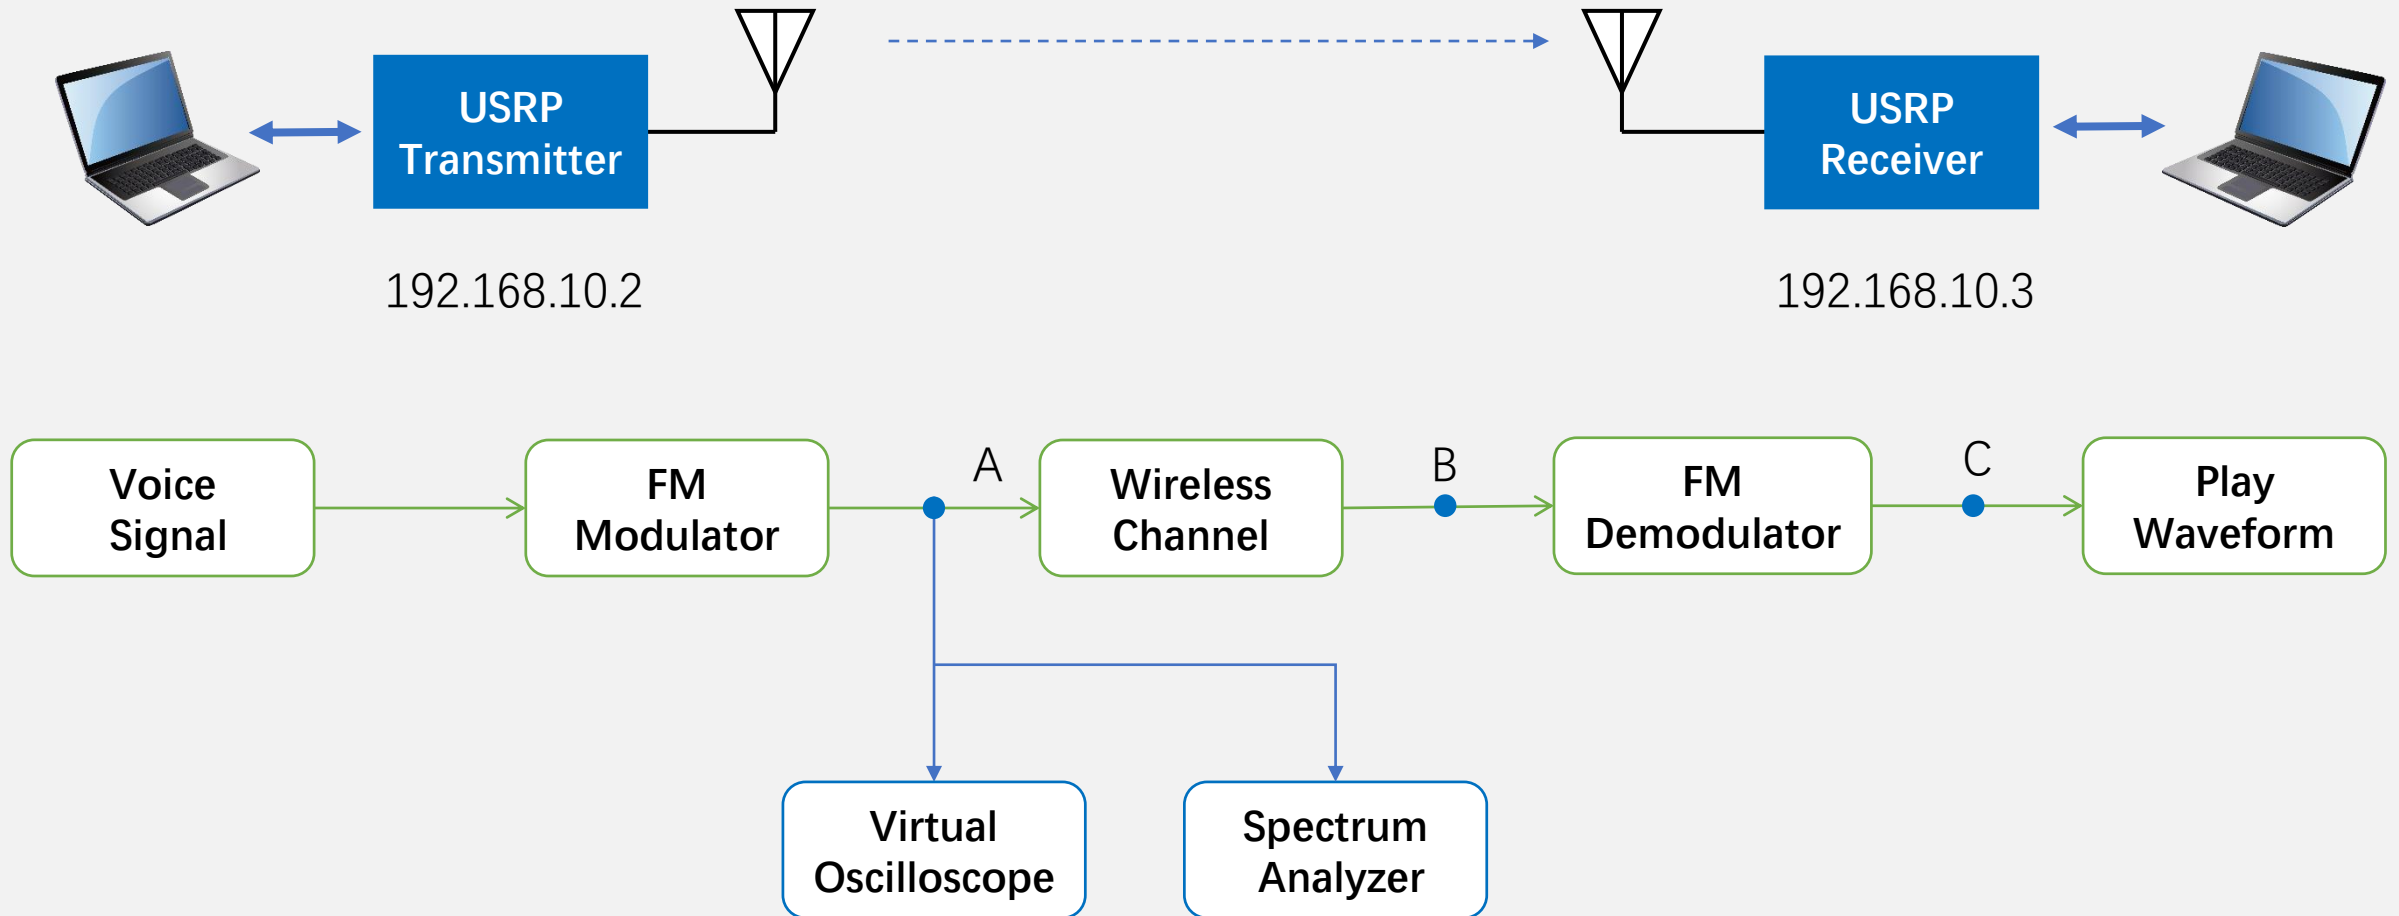 USRP
Transmitter
USRP
Receiver
192.168.10.2
192.168.10.3
Voice
Signal
FM
Modulator
A
Wireless
Channel
B
FM
Demodulator
C
Play
Waveform
Virtual
Oscilloscope
Spectrum
Analyzer